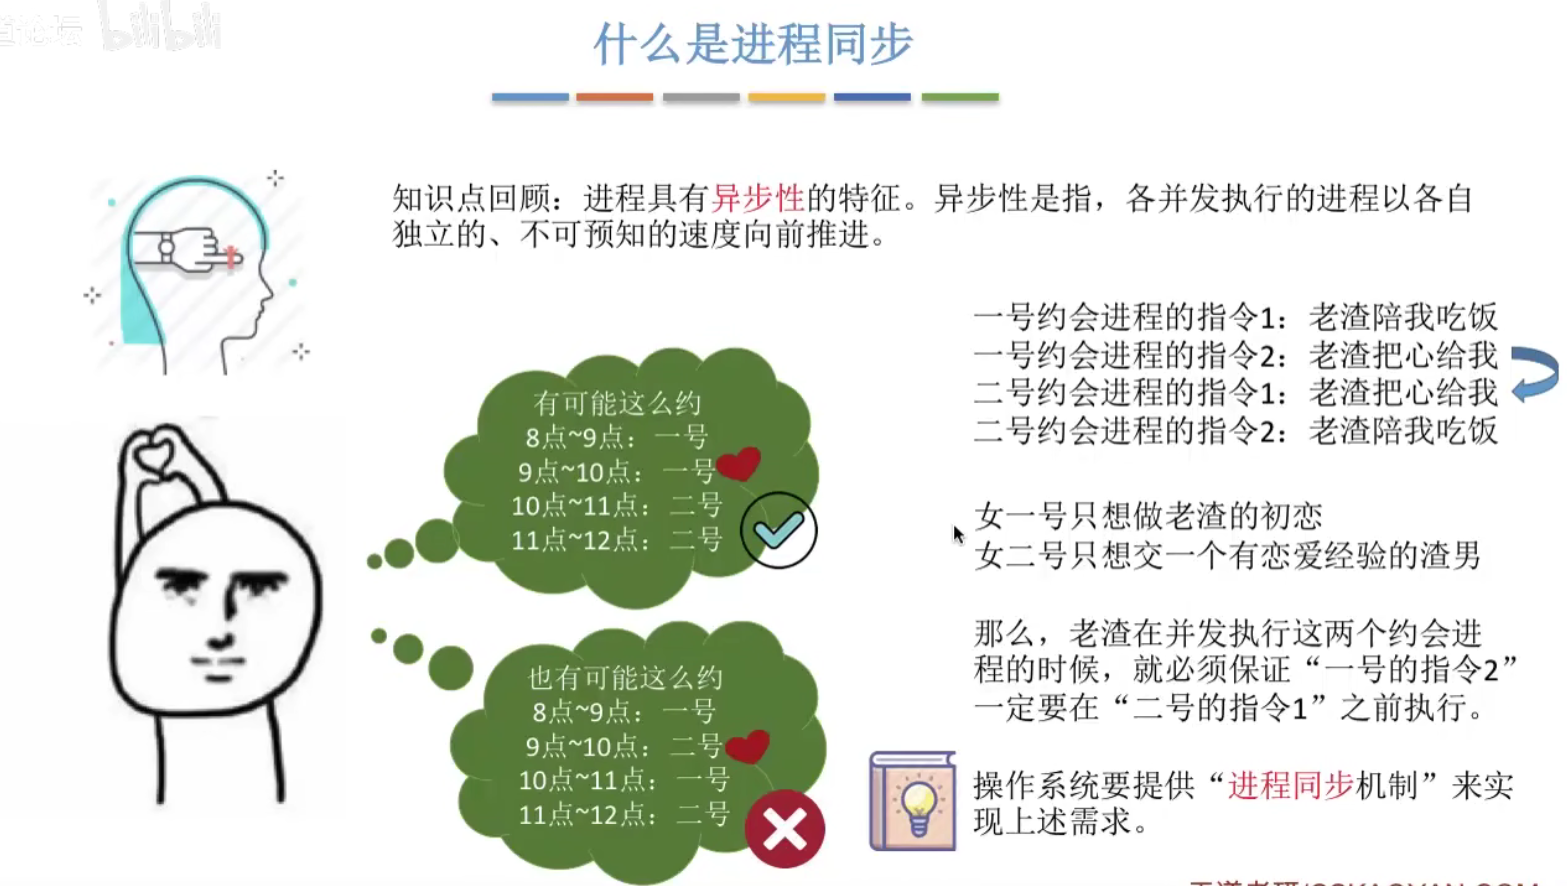 bilibili
什么是进程同步
知识点回顾：进程具有异步性的特征。异步性是指，各并发执行的进程以各自
独立的、不可预知的速度向前推进。
一号约会进程的指令1：老渣陪我吃饭
一号约会进程的指令2：老渣把心给我
二号约会进程的指令1：老渣把心给我
二号约会进程的指令2：老渣陪我吃饭
有可能这么约
8点~9点：一号
9点~10点：一号
10点~11点：二号
11点~12点：二号
女一号只想做老渣的初恋
女二号只想交一个有恋爱经验的渣男
那么，老渣在并发执行这两个约会进
程的时候，就必须保证“一号的指令2”
一定要在“二号的指令1”之前执行。
也有可能这么约
8点~9点：一号
9点~10点：二号
10点~11点：一号
11点~12点：二号
操作系统要提供“进程同步机制”来实
现上述需求。